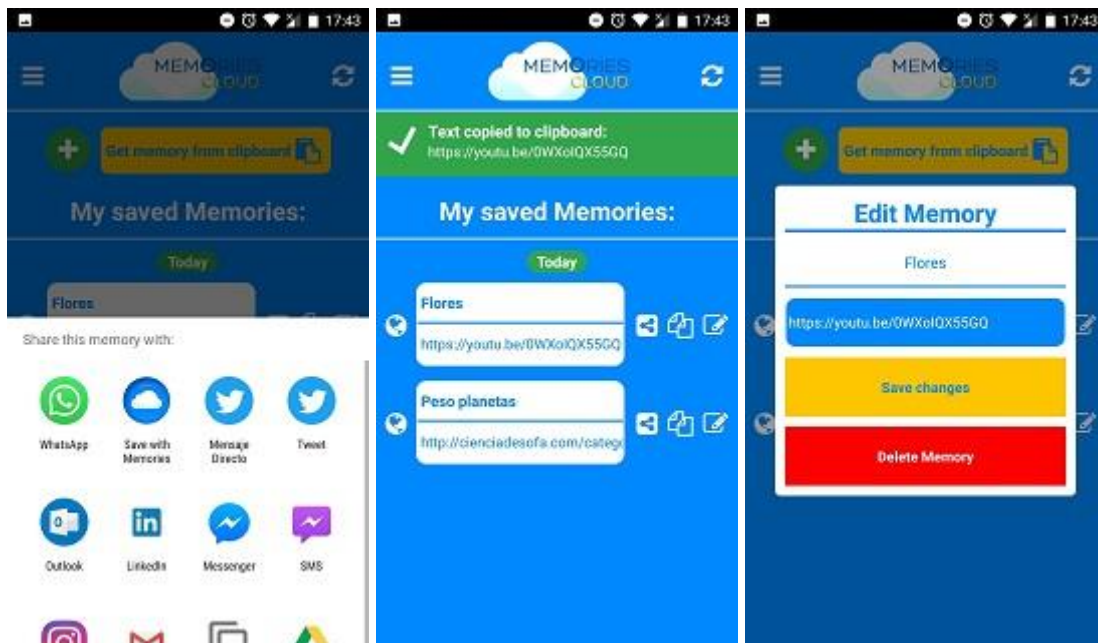 17:43
MEMORIES
CLOUD
Get memory from clipboard
My saved Memories:
Today
Flores
Share this memory with:
WhatsApp
Save with
Memories
Mensaje
Directo
Tweet
Outlook
LinkedIn
Messenger
SMS
17:43
MEMORIES
CLOUD
Text copied to clipboard:
https://youtu.be/0WXolQX55GQ
My saved Memories:
Today
Flores
https://youtu.be/0WXolQX55GQ
Peso planetas
http://cienciadesofa.com/categ
17:43
MEMORIES
CLOUD
Get memory from clipboard
Edit Memory
Flores
https://youtu.be/0WXolQX55GQ
Save changes
Delete Memory